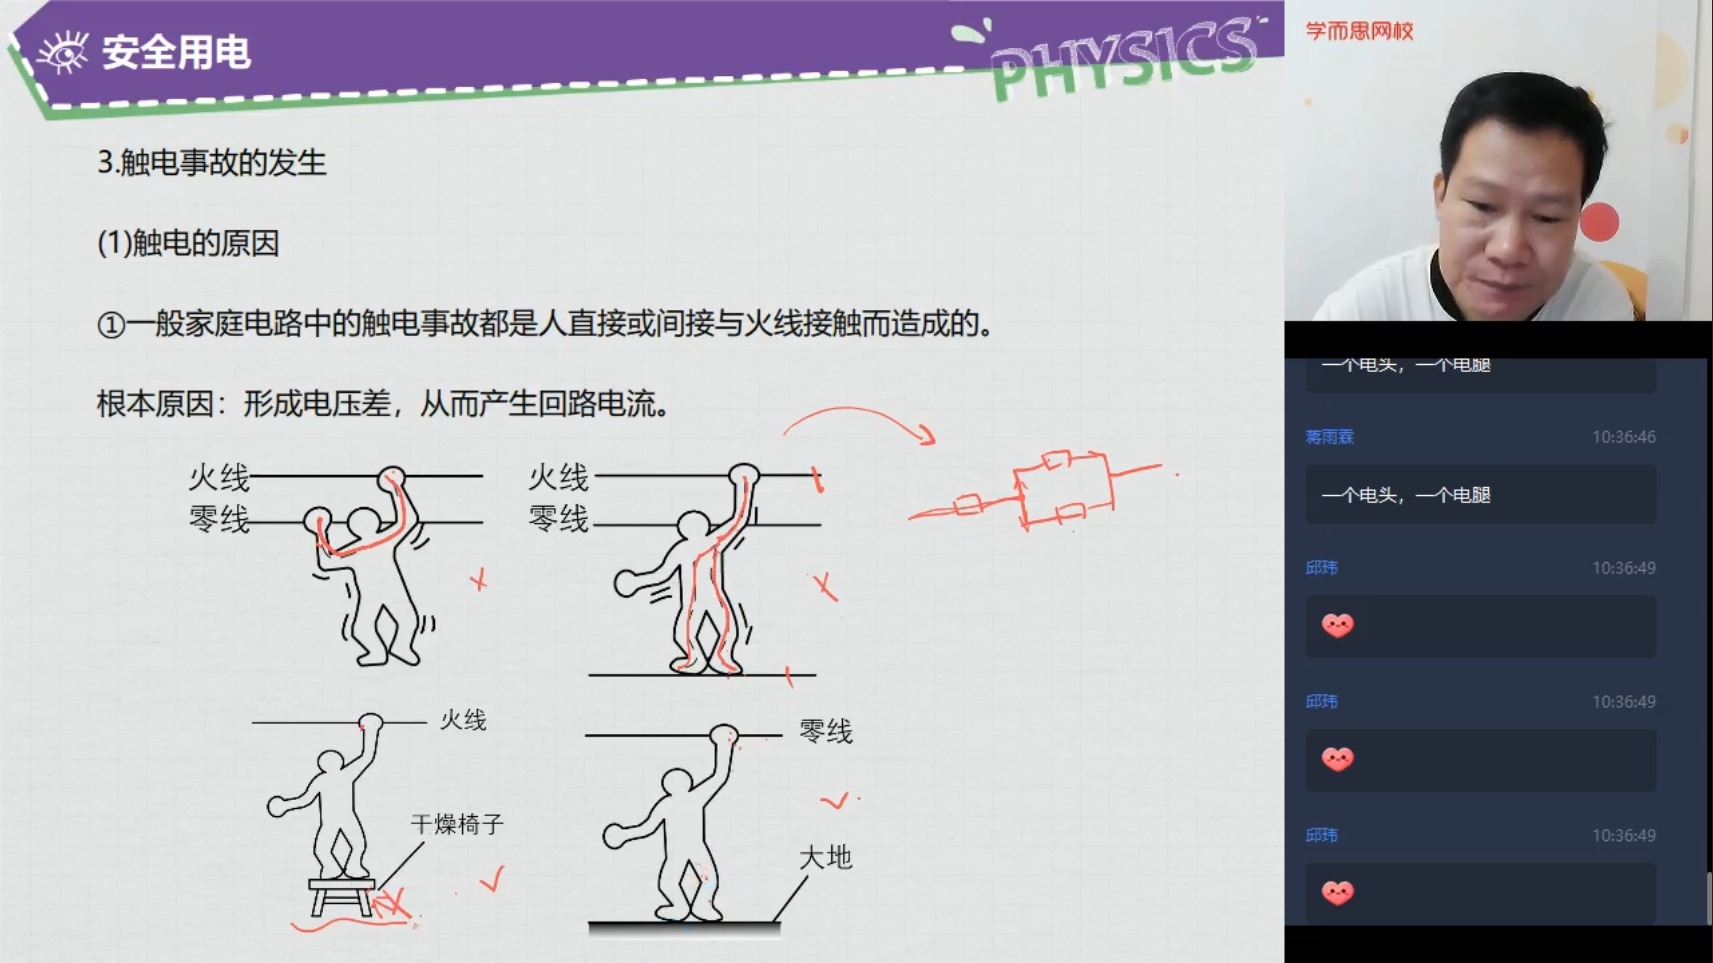 安全用电
PHYSICS
3.触电事故的发生
(1)触电的原因
①一般家庭电路中的触电事故都是人直接或间接与火线接触而造成的。
根本原因：形成电压差，从而产生回路电流。
火线
零线
火线
零线
火线
干燥椅子
零线
大地
学而思网校
一个电头，一个电腿
蒋雨霖 10:36:46
一个电头，一个电腿
邱玮 10:36:49
邱玮 10:36:49
邱玮 10:36:49